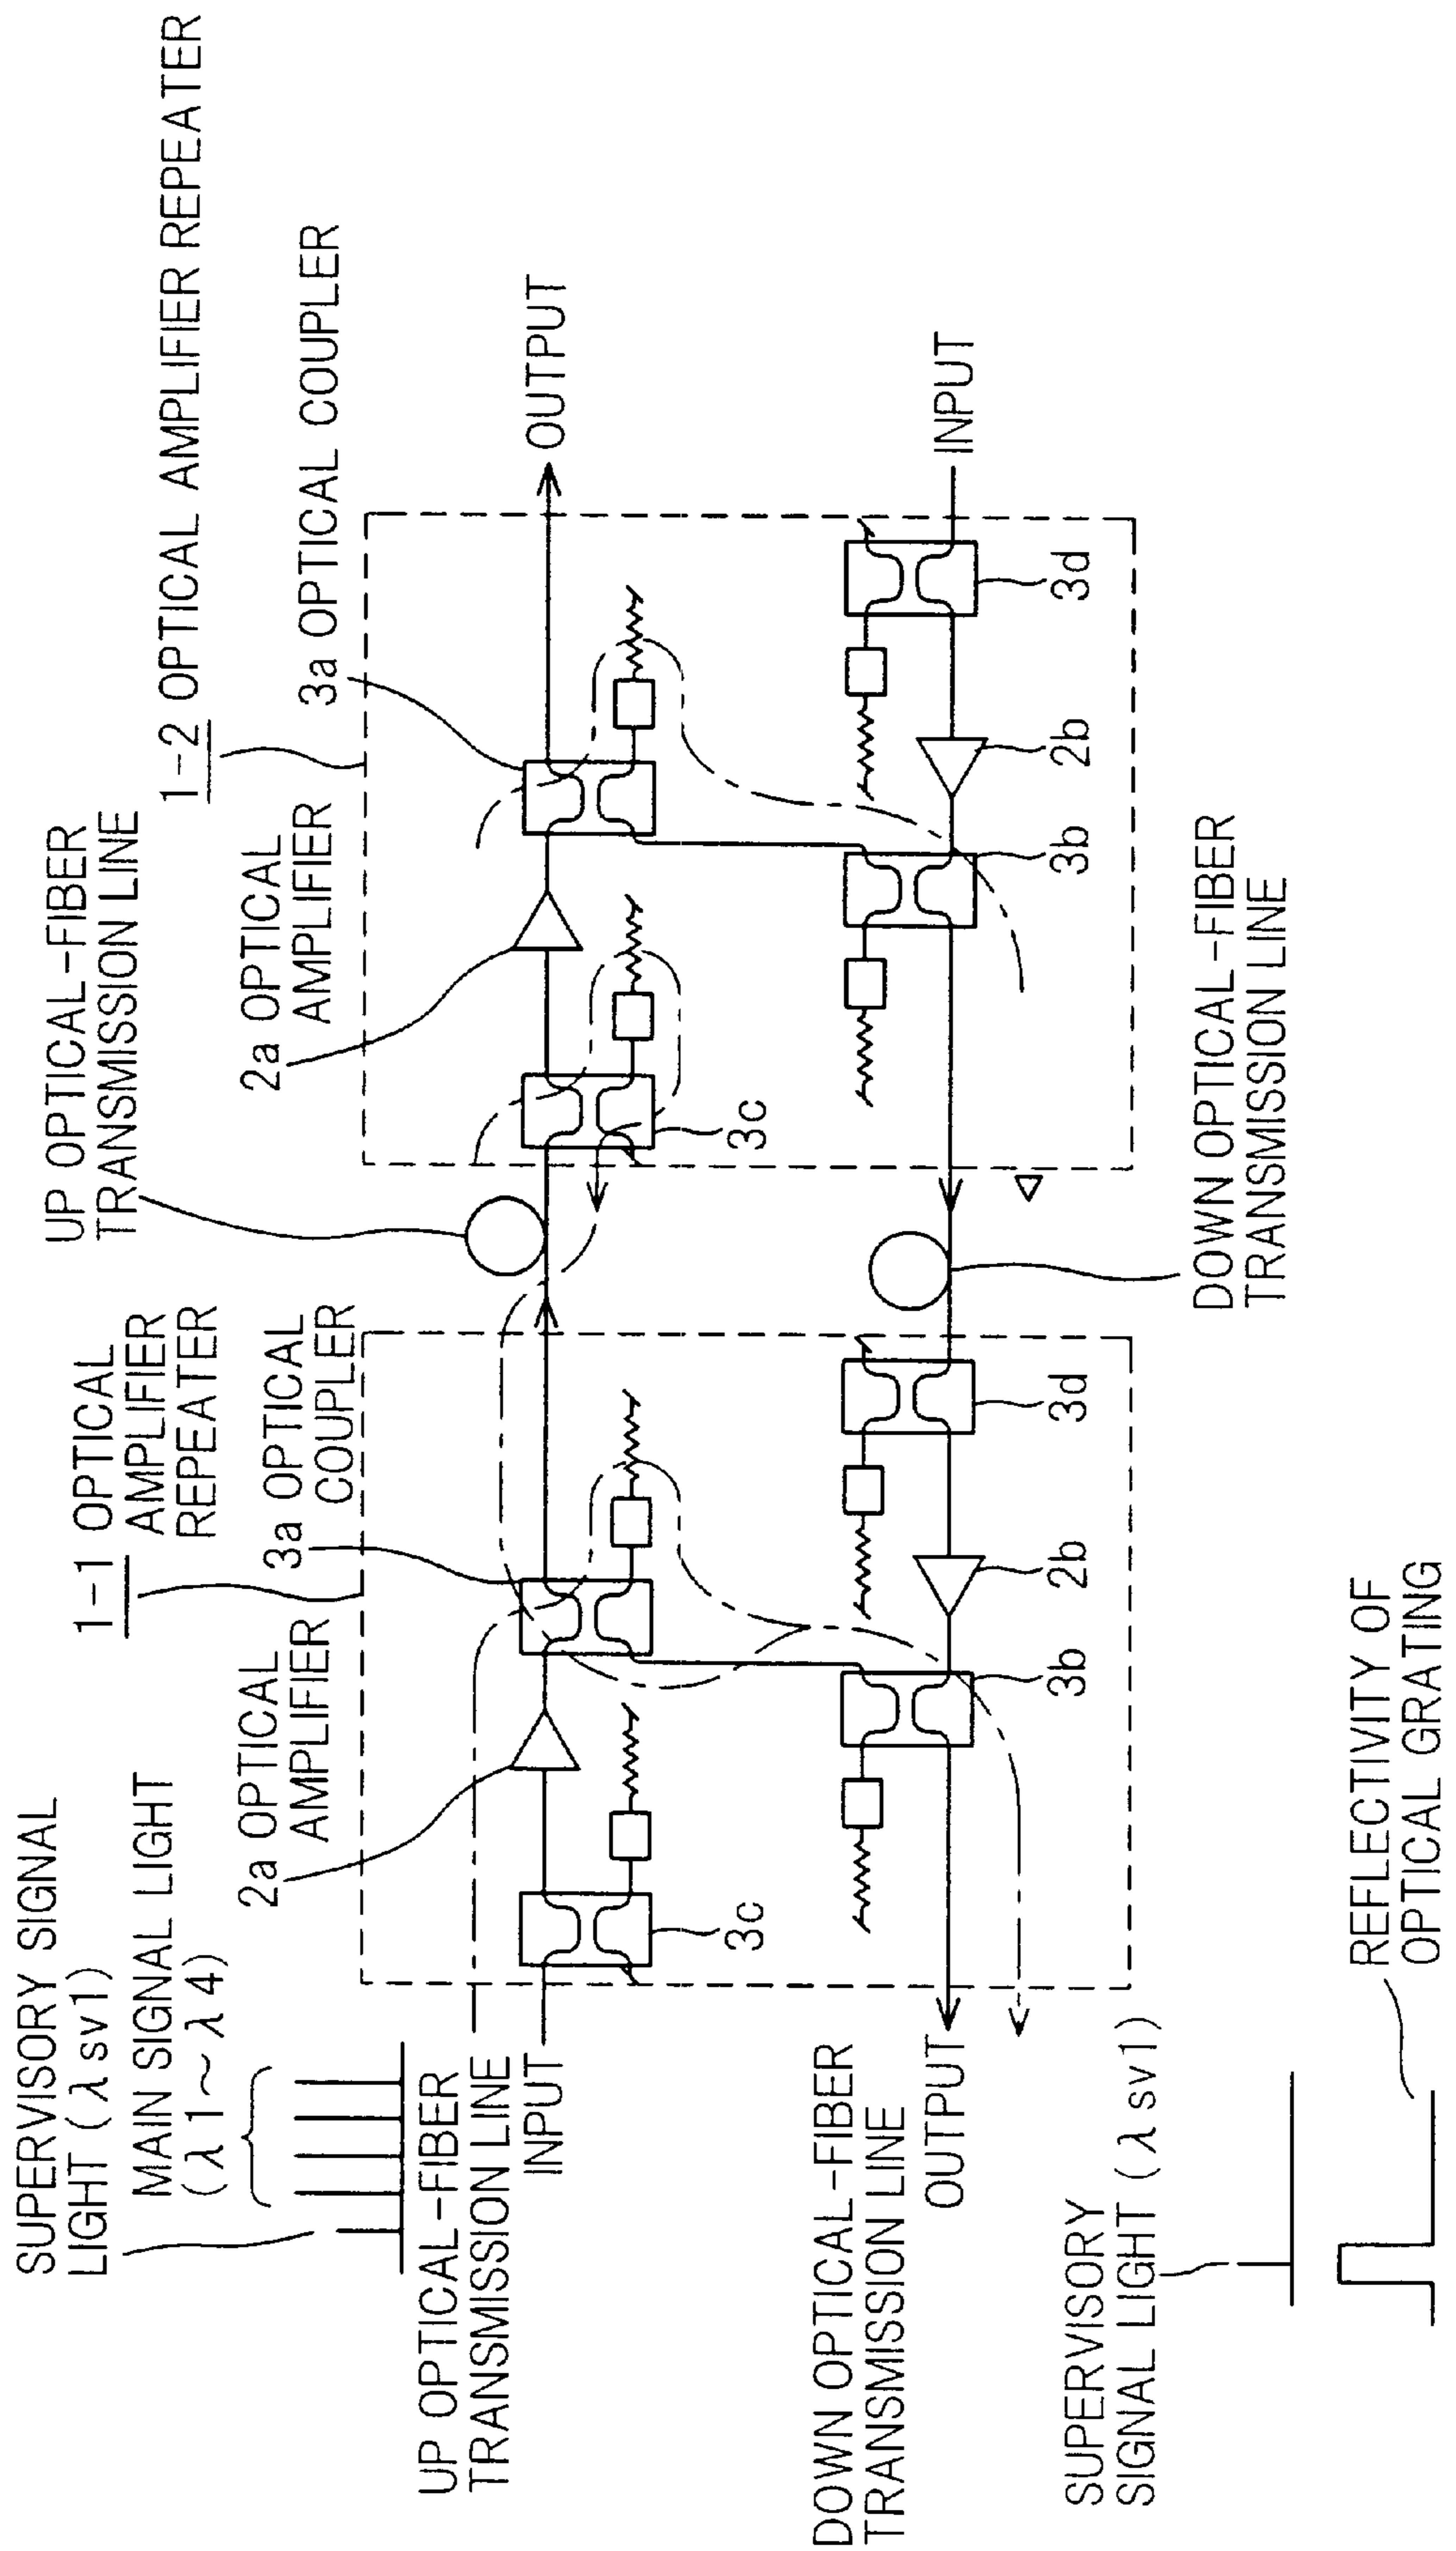 SUPERVISORY SIGNAL
LIGHT (λsv1)
MAIN SIGNAL LIGHT
(λ1～λ4)
UP OPTICAL-FIBER
TRANSMISSION LINE
INPUT
1-1 OPTICAL
AMPLIFIER
REPEATER
2a OPTICAL
AMPLIFIER
3a OPTICAL
COUPLER
3c
UP OPTICAL-FIBER
TRANSMISSION LINE
1-2 OPTICAL AMPLIFIER REPEATER
2a OPTICAL
AMPLIFIER
3a OPTICAL COUPLER
3c
OUTPUT
INPUT
3d
2b
3b
DOWN OPTICAL-FIBER
TRANSMISSION LINE
3d
2b
3b
DOWN OPTICAL-FIBER
TRANSMISSION LINE
OUTPUT
SUPERVISORY
SIGNAL LIGHT (λsv1)
REFLECTIVITY OF
OPTICAL GRATING